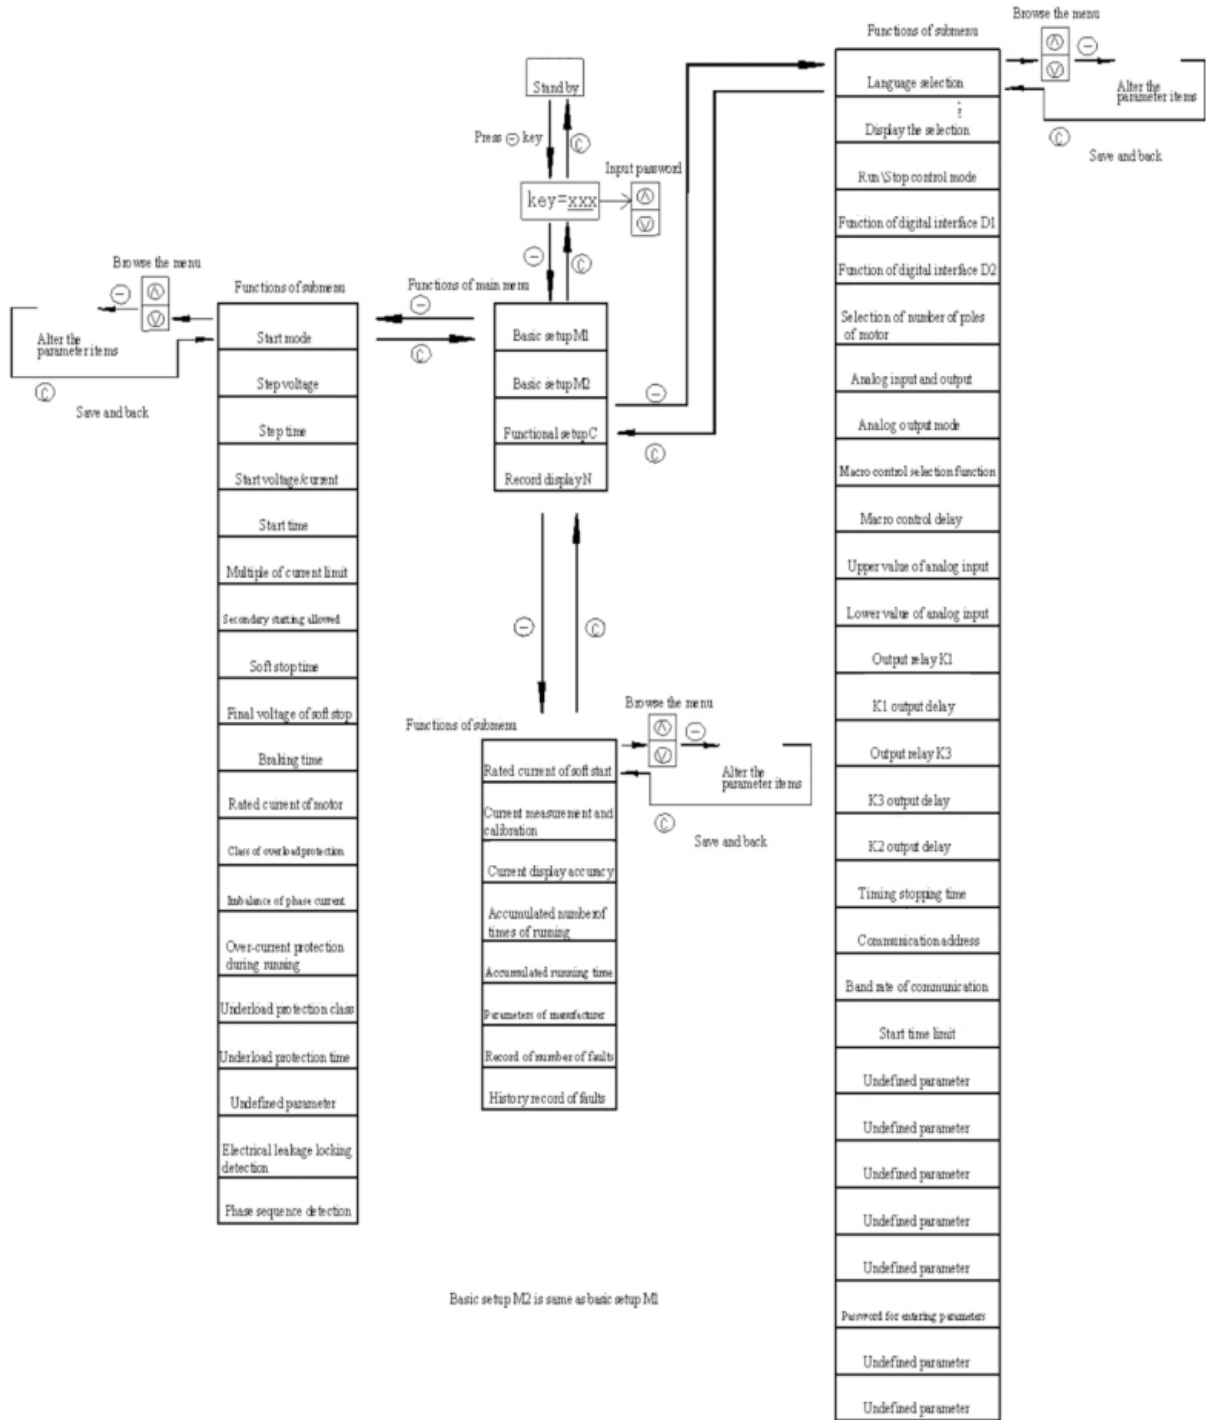 Browse the menu
Functions of submenu
Language selection
Alter the
parameter items
Ⓒ
Save and back
Display the selection
Run\Stop control mode
Function of digital interface D1
Function of digital interface D2
Selection of number of poles
of motor
Analog input and output
Analog output mode
Macro control selection function
Macro control delay
Upper value of analog input
Lower value of analog input
Output relay K1
K1 output delay
Output relay K3
K3 output delay
K2 output delay
Timing stopping time
Communication address
Band rate of communication
Start time limit
Undefined parameter
Undefined parameter
Undefined parameter
Undefined parameter
Undefined parameter
Password for entering parameters
Undefined parameter
Undefined parameter
Stand by
Press ⊖ key
Ⓒ
Input password
key=xxx
⊖
Ⓒ
Functions of main menu
Basic setup M1
Basic setup M2
Functional setup C
Record display N
⊖
Ⓒ
⊖
Ⓒ
Browse the menu
⊖
Functions of submenu
Alter the
parameter items
Ⓒ
Save and back
Start mode
Step voltage
Step time
Start voltage/current
Start time
Multiple of current limit
Secondary starting allowed
Soft stop time
Final voltage of soft stop
Braking time
Rated current of motor
Class of overload protection
Imbalance of phase current
Over-current protection
during running
Underload protection class
Underload protection time
Undefined parameter
Electrical leakage locking
detection
Phase sequence detection
⊖
Ⓒ
Functions of submenu
Browse the menu
⊖
Rated current of soft start
Alter the
parameter items
Ⓒ
Save and back
Current measurement and
calibration
Current display accuracy
Accumulated number of
times of running
Accumulated running time
Parameters of manufacturer
Record of number of faults
History record of faults
Basic setup M2 is same as basic setup M1